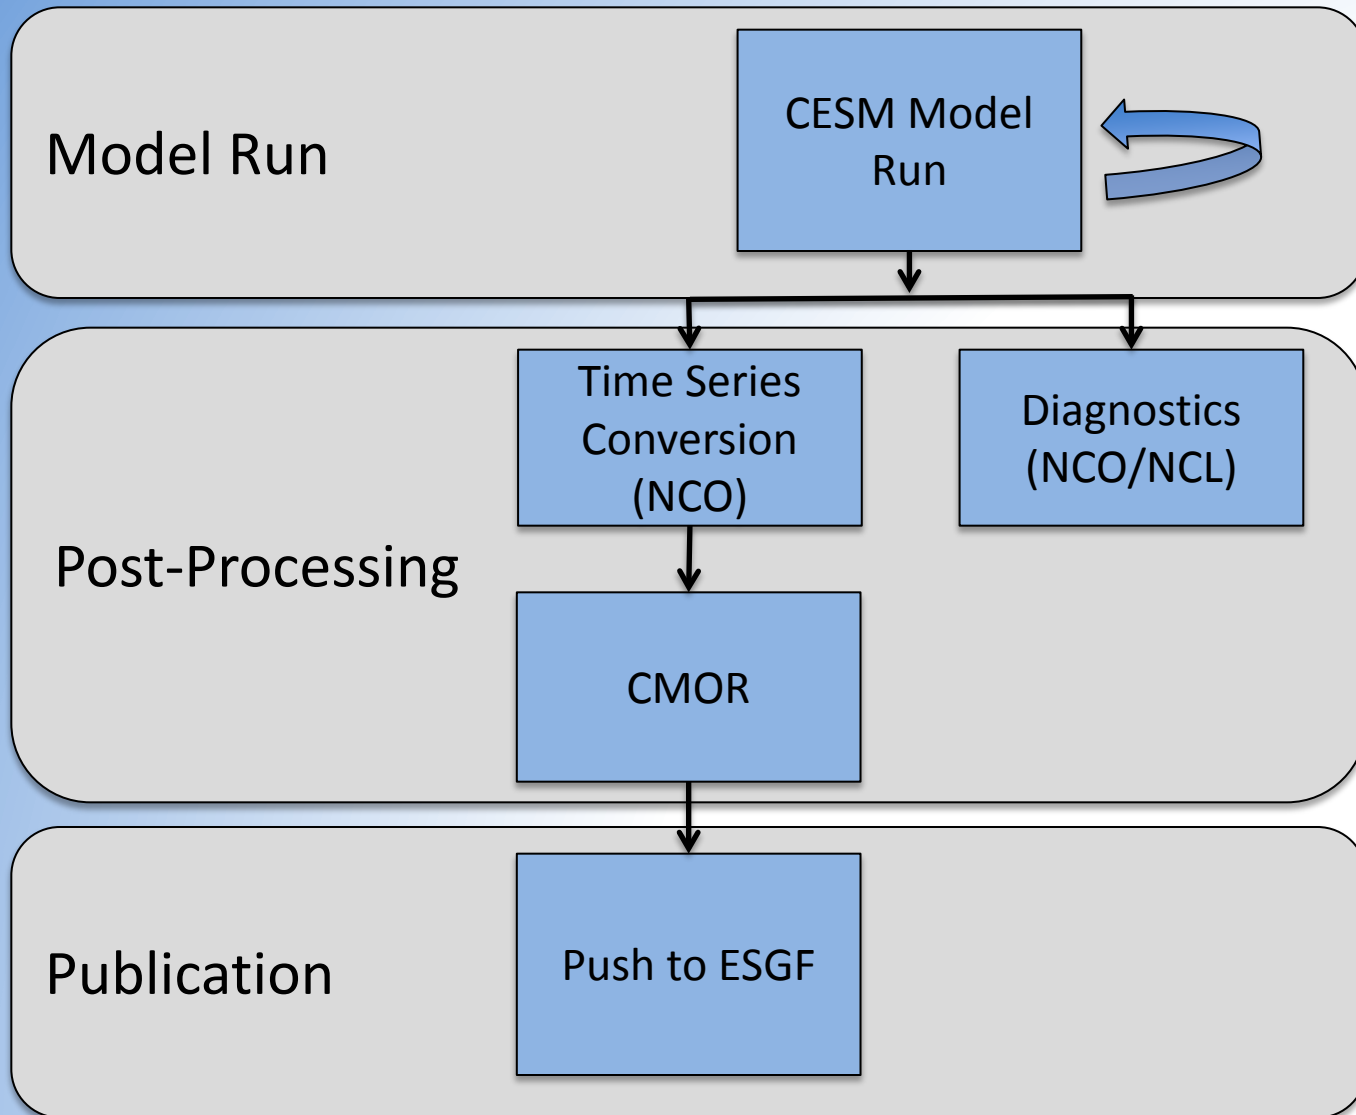 Model Run
CESM Model
Run
Post-Processing
Time Series
Conversion
(NCO)
Diagnostics
(NCO/NCL)
CMOR
Publication
Push to ESGF